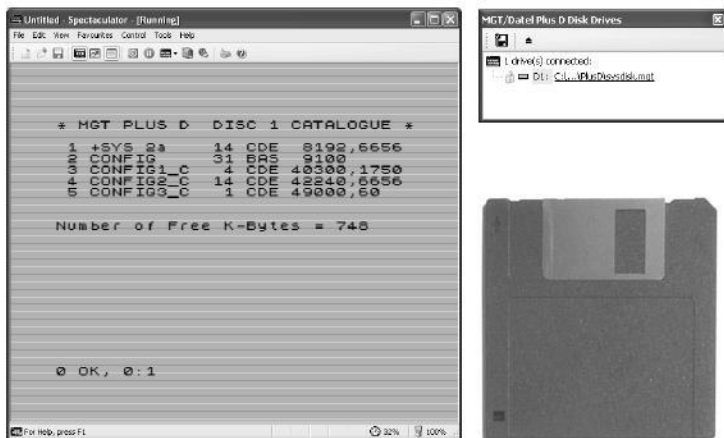 Untitled - Spectaculator - [Running]
File Edit View Favourites Control Tools Help
* MGT PLUS D DISC 1 CATALOGUE *
1 +SYS 2a 14 CDE 8192,6656
2 CONFIG 31 BAS 9100
3 CONFIG1_C 4 CDE 40300,1750
4 CONFIG2_C 14 CDE 42240,6656
5 CONFIG3_C 1 CDE 49000,60
Number of Free K-Bytes = 748
0 OK, 0:1
For Help, press F1
32%
100%
MGT/Datel Plus D Disk Drives
1 drive(s) connected:
D1: C:\...\PlusD\sysdisk.mgt